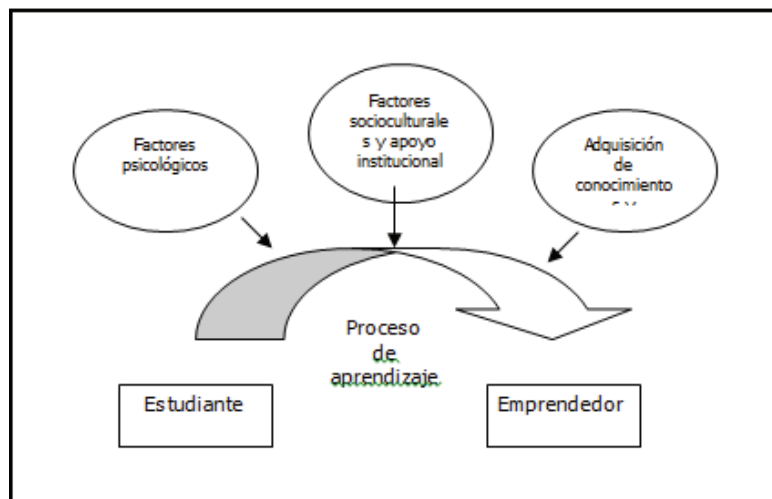 Factores
psicológicos
Factores
socioculturale
s y apoyo
institucional
Adquisición
de
conocimiento
s y
Proceso
de
aprendizaje
Estudiante
Emprendedor